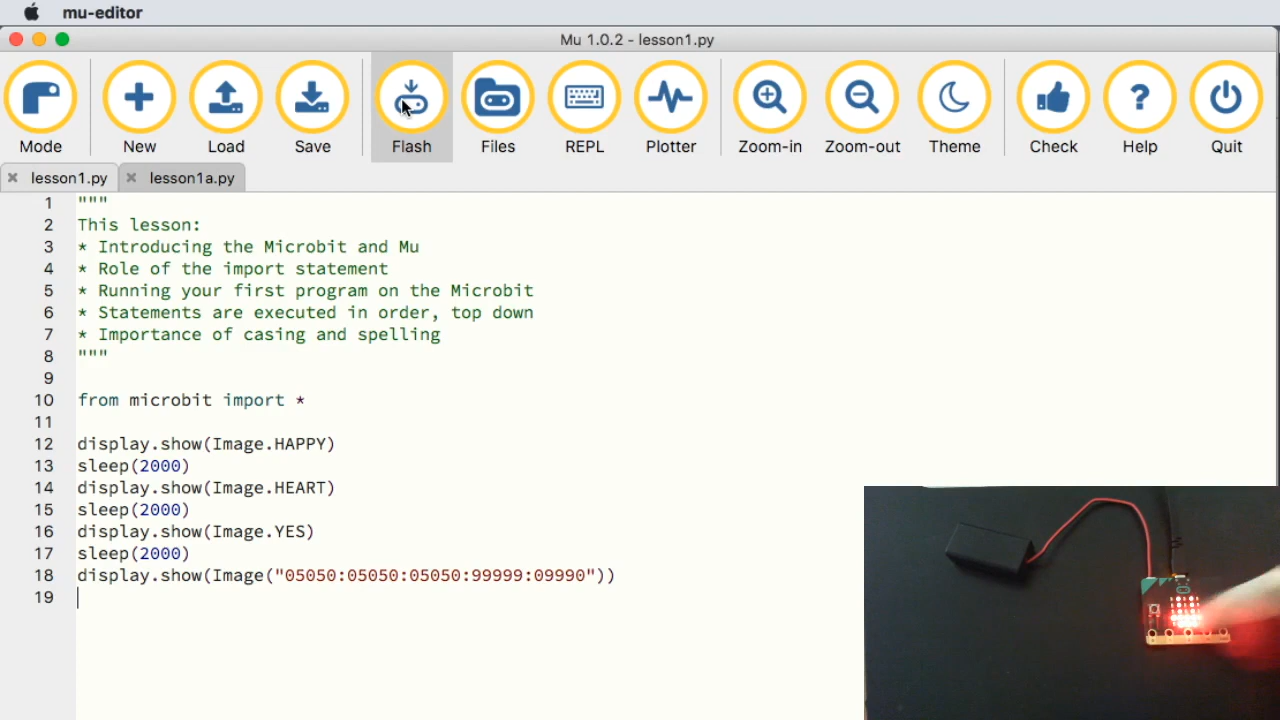 mu-editor
Mu 1.0.2 - lesson1.py
Mode New Load Save Flash Files REPL Plotter Zoom-in Zoom-out Theme Check Help Quit
lesson1.py lesson1a.py
1 """
2 This lesson:
3 * Introducing the Microbit and Mu
4 * Role of the import statement
5 * Running your first program on the Microbit
6 * Statements are executed in order, top down
7 * Importance of casing and spelling
8 """
9
10 from microbit import *
11
12 display.show(Image.HAPPY)
13 sleep(2000)
14 display.show(Image.HEART)
15 sleep(2000)
16 display.show(Image.YES)
17 sleep(2000)
18 display.show(Image("05050:05050:05050:99999:09990"))
19